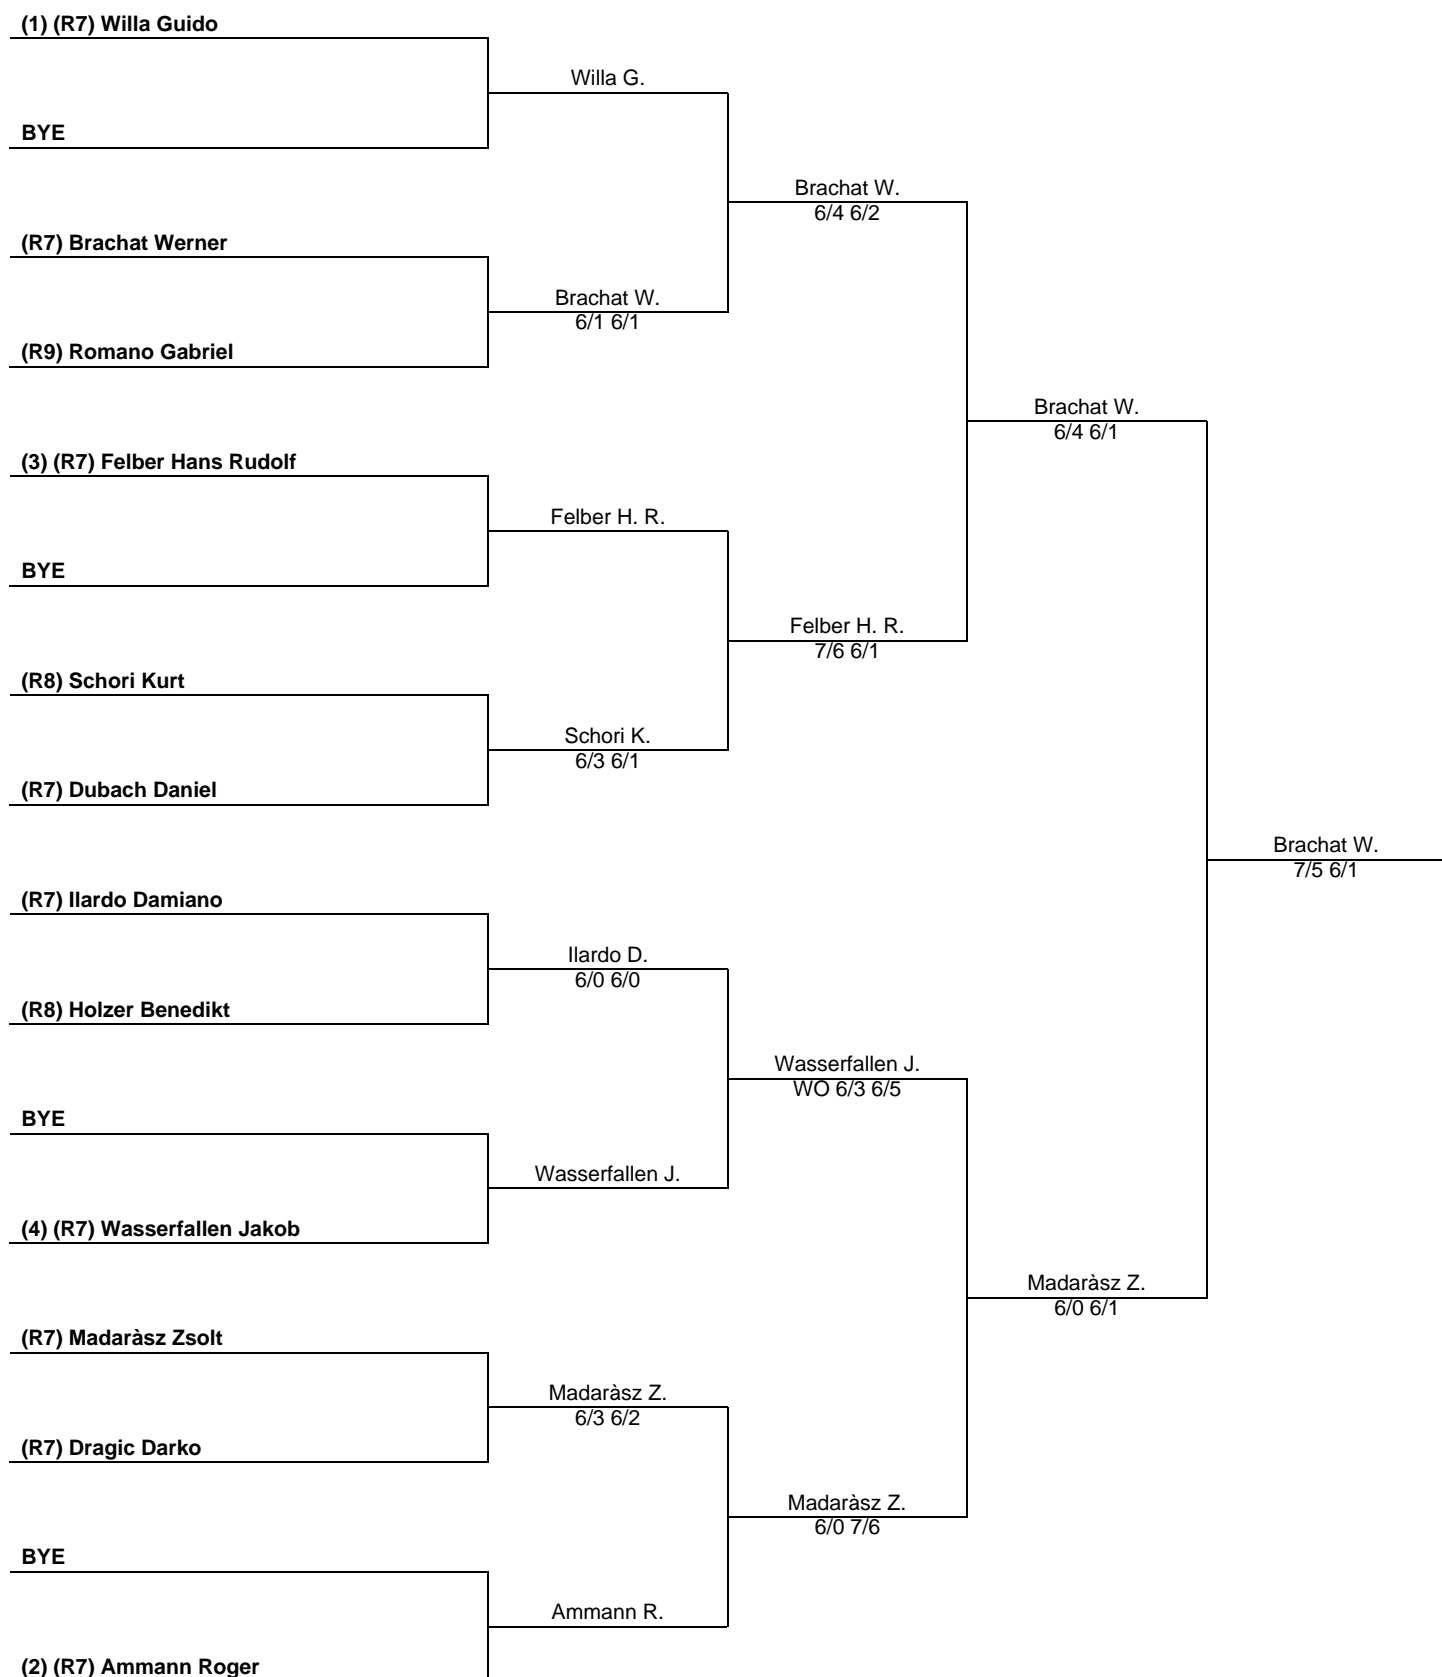 (1) (R7) Willa Guido
Willa G.
BYE
Brachat W.
6/4 6/2
(R7) Brachat Werner
Brachat W.
6/1 6/1
(R9) Romano Gabriel
Brachat W.
6/4 6/1
(3) (R7) Felber Hans Rudolf
Felber H. R.
BYE
Felber H. R.
7/6 6/1
(R8) Schori Kurt
Schori K.
6/3 6/1
(R7) Dubach Daniel
Brachat W.
7/5 6/1
(R7) Ilardo Damiano
Ilardo D.
6/0 6/0
(R8) Holzer Benedikt
Wasserfallen J.
WO 6/3 6/5
BYE
Wasserfallen J.
(4) (R7) Wasserfallen Jakob
Madaràsz Z.
6/0 6/1
(R7) Madaràsz Zsolt
Madaràsz Z.
6/3 6/2
(R7) Dragic Darko
Madaràsz Z.
6/0 7/6
BYE
Ammann R.
(2) (R7) Ammann Roger